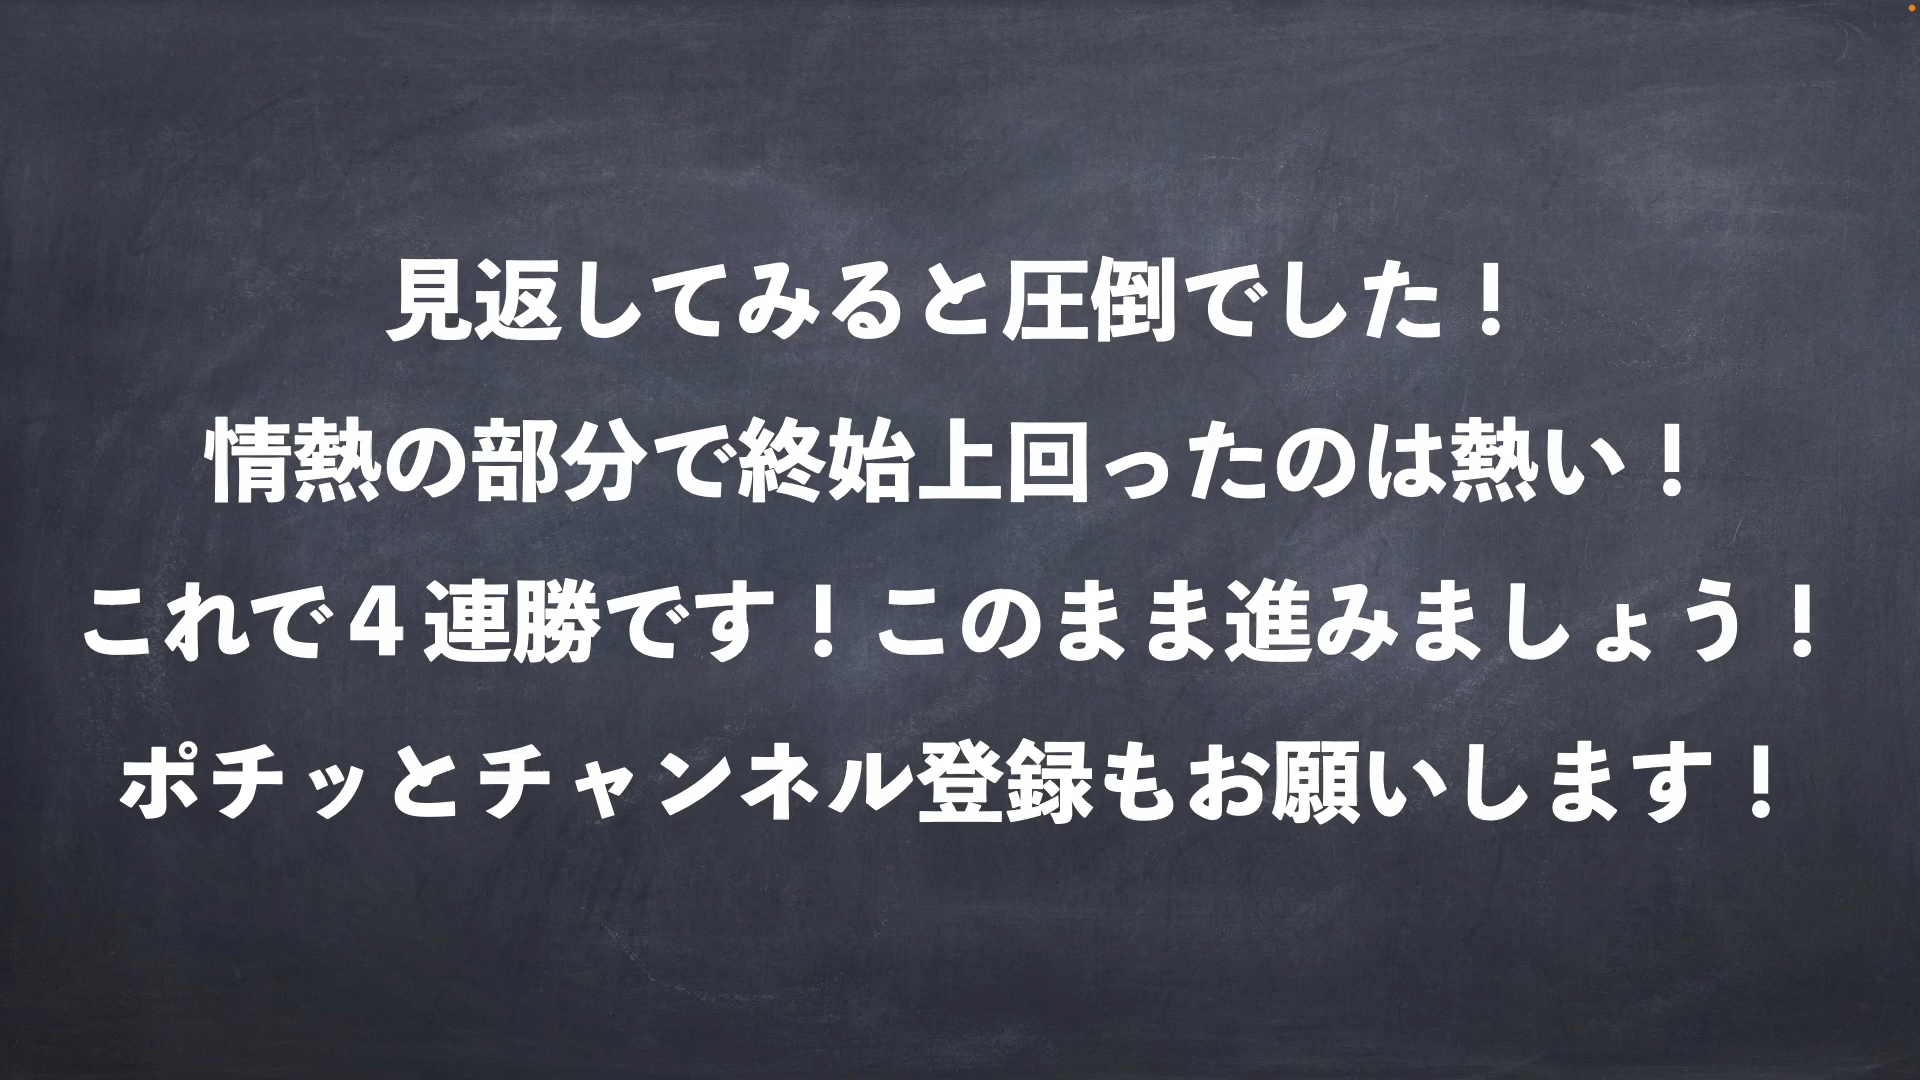 見返してみると圧倒でした！
情熱の部分で終始上回ったのは熱い！
これで４連勝です！このまま進みましょう！
ポチッとチャンネル登録もお願いします！